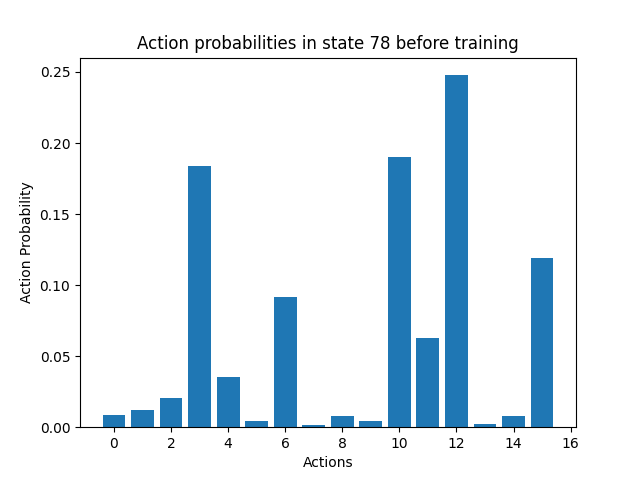 Action probabilities in state 78 before training
0.25
0.20
0.15
0.10
0.05
0.00
Action Probability
0 2 4 6 8 10 12 14 16
Actions